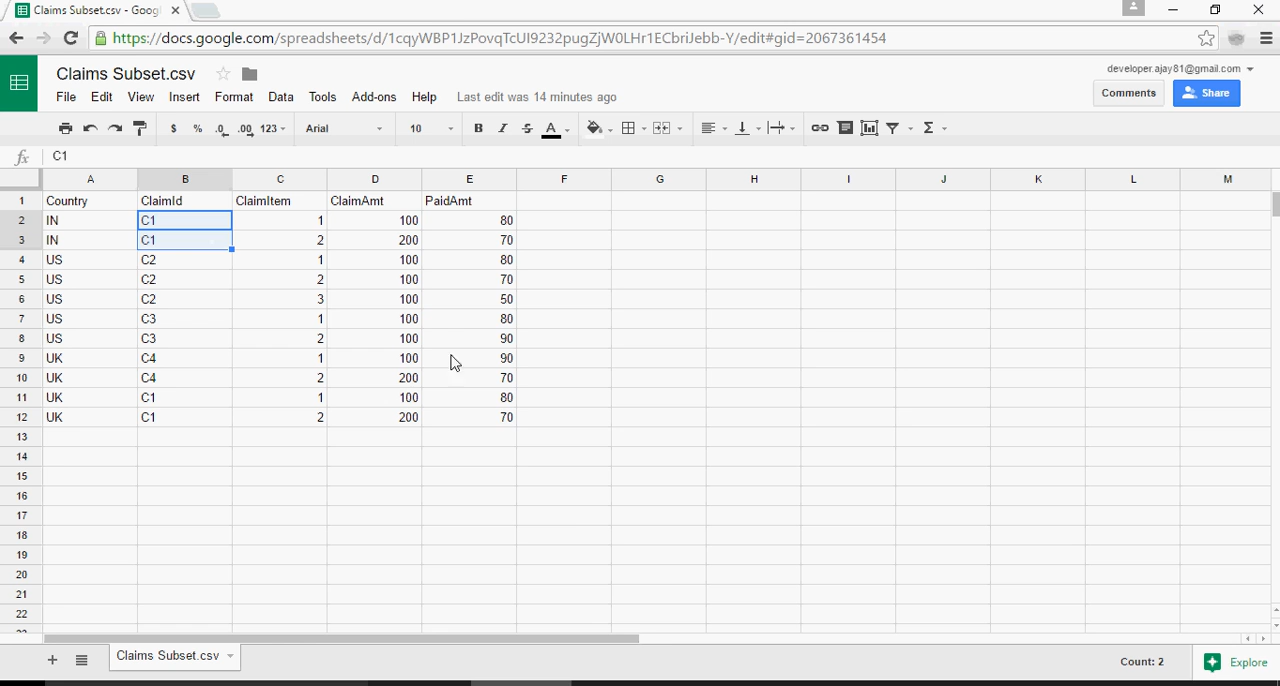 Claims Subset.csv - Goog
https://docs.google.com/spreadsheets/d/1cqyWBP1JzPovqTcUI9232pugZjW0LHr1ECbriJebb-Y/edit#gid=2067361454
Claims Subset.csv
developer.ajay81@gmail.com
File Edit View Insert Format Data Tools Add-ons Help Last edit was 14 minutes ago
Comments Share
$ % .0 .00 123 Arial 10 B I S A Σ
fx C1
A B C D E F G H I J K L M
1 Country ClaimId ClaimItem ClaimAmt PaidAmt
2 IN C1 1 100 80
3 IN C1 2 200 70
4 US C2 1 100 80
5 US C2 2 100 70
6 US C2 3 100 50
7 US C3 1 100 80
8 US C3 2 100 90
9 UK C4 1 100 90
10 UK C4 2 200 70
11 UK C1 1 100 80
12 UK C1 2 200 70
13
14
15
16
17
18
19
20
21
22
Claims Subset.csv Count: 2 Explore